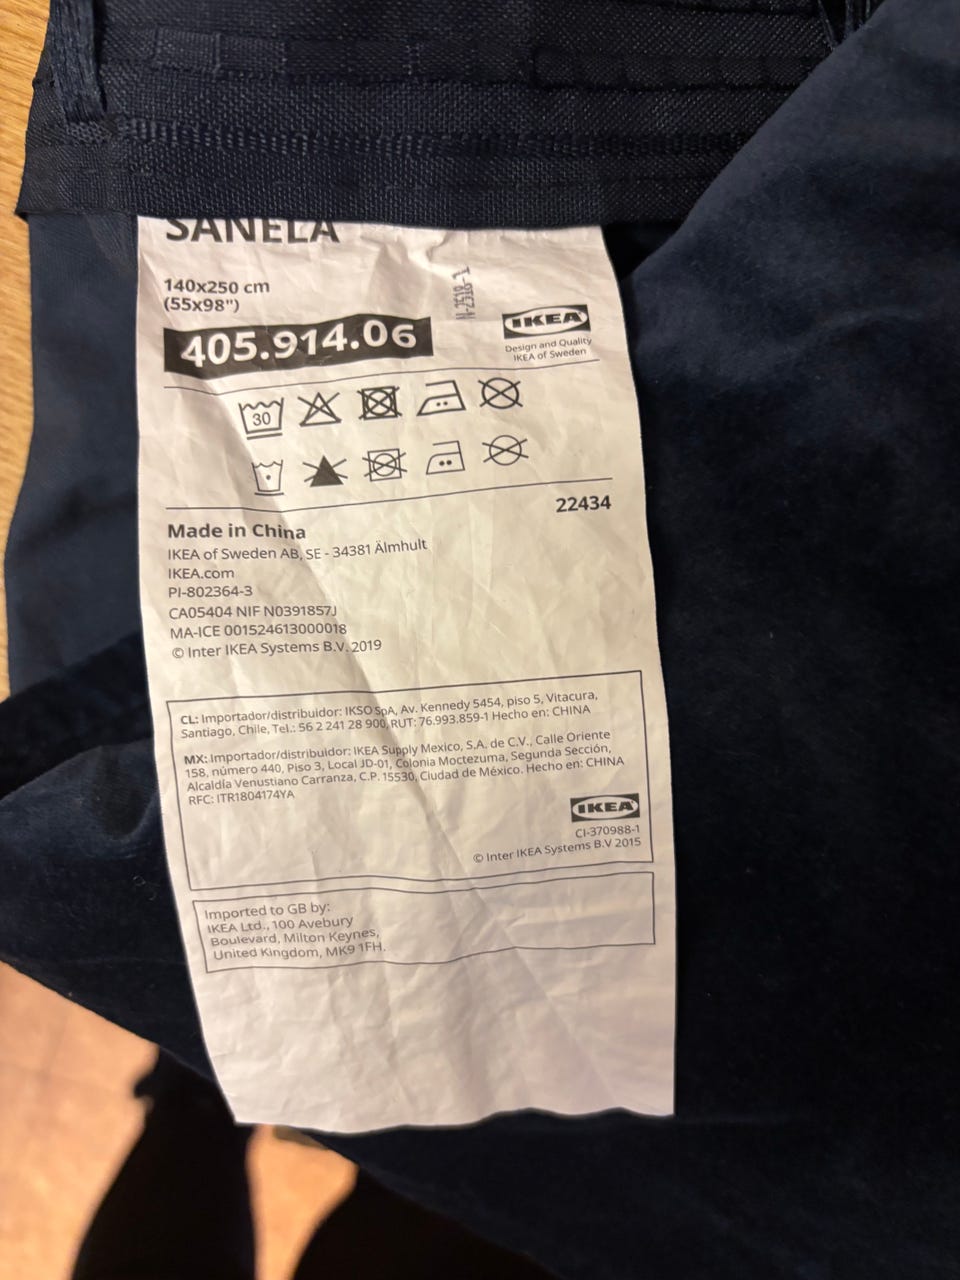 SANELA
140x250 cm
(55x98")
405.914.06
IKEA
Design and Quality
IKEA of Sweden
30
22434
Made in China
IKEA of Sweden AB, SE - 34381 Älmhult
IKEA.com
PI-802364-3
CA05404 NIF N0391857J
MA-ICE 001524613000018
© Inter IKEA Systems B.V. 2019
CL: Importador/distribuidor: IKSO SpA, Av. Kennedy 5454, piso 5, Vitacura,
Santiago, Chile, Tel.: 56 2 241 28 900, RUT: 76.993.859-1 Hecho en: CHINA
MX: Importador/distribuidor: IKEA Supply Mexico, S.A. de C.V., Calle Oriente
158, número 440, Piso 3, Local JD-01, Colonia Moctezuma, Segunda Sección,
Alcaldía Venustiano Carranza, C.P. 15530, Ciudad de México. Hecho en: CHINA
RFC: ITR1804174YA
IKEA
CI-370988-1
© Inter IKEA Systems B.V 2015
Imported to GB by:
IKEA Ltd., 100 Avebury
Boulevard, Milton Keynes,
United Kingdom, MK9 1FH.